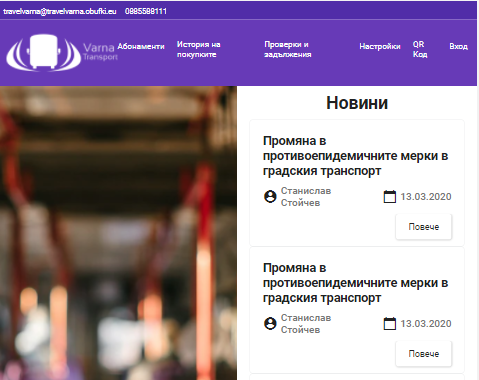 travelvarna@travelvarna.obufki.eu 0885588111
Varna
Transport
Абонаменти
История на
покупките
Проверки и
задължения
Настройки
QR
Код
Вход
Новини
Промяна в
противоепидемичните мерки в
градския транспорт
Станислав
Стойчев
13.03.2020
Повече
Промяна в
противоепидемичните мерки в
градския транспорт
Станислав
Стойчев
13.03.2020
Повече